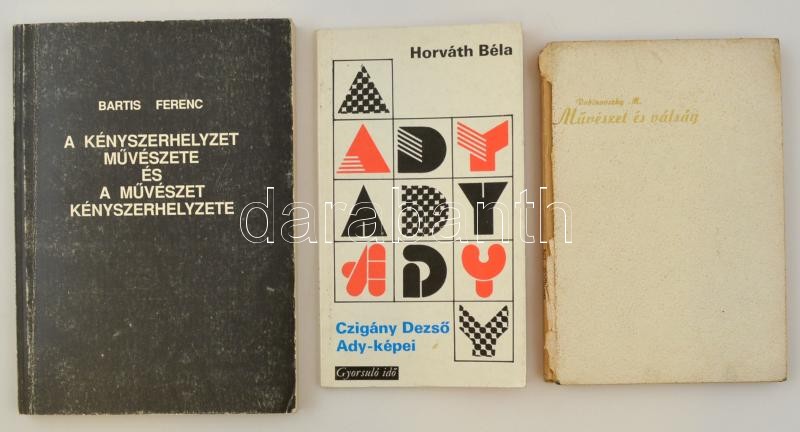 BARTIS FERENC
A KÉNYSZERHELYZET
MŰVÉSZETE
ÉS
A MŰVÉSZET
KÉNYSZERHELYZETE
Horváth Béla
A
ADY
ADY
ADY
Y
Czigány Dezső
Ady-képei
Gyorsuló idő
Rabinovszky M.
Művészet és válság
darabanth